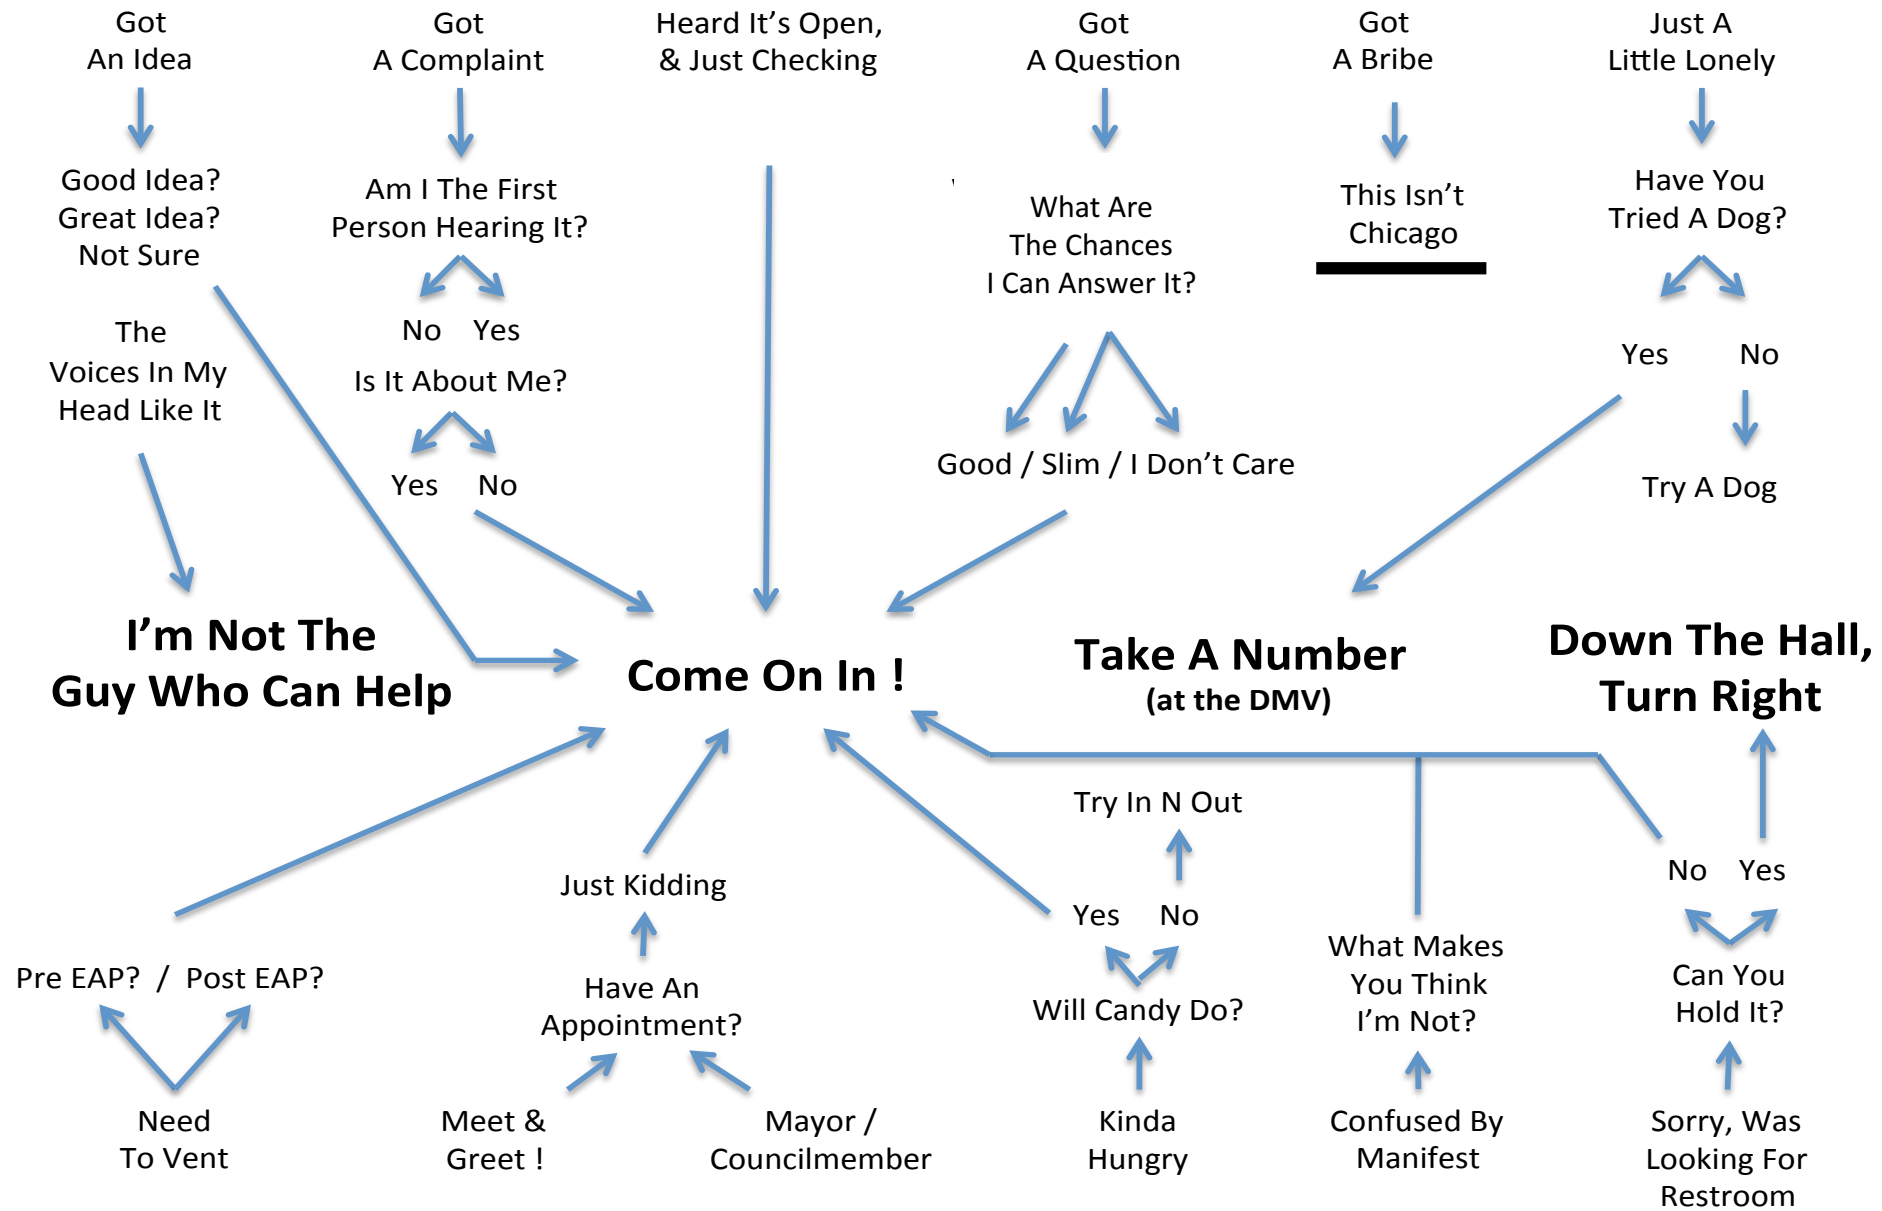 Got
An Idea
Got
A Complaint
Heard It's Open,
& Just Checking
Got
A Question
Got
A Bribe
Just A
Little Lonely
Good Idea?
Great Idea?
Not Sure
Am I The First
Person Hearing It?
What Are
The Chances
I Can Answer It?
This Isn't
Chicago
Have You
Tried A Dog?
The
Voices In My
Head Like It
No Yes
Is It About Me?
Yes No
Good / Slim / I Don't Care
Yes No
Try A Dog
I'm Not The
Guy Who Can Help
Come On In !
Take A Number
(at the DMV)
Down The Hall,
Turn Right
Try In N Out
Just Kidding
Yes No
No Yes
Pre EAP? / Post EAP?
Have An
Appointment?
Will Candy Do?
What Makes
You Think
I'm Not?
Can You
Hold It?
Need
To Vent
Meet &
Greet !
Mayor /
Councilmember
Kinda
Hungry
Confused By
Manifest
Sorry, Was
Looking For
Restroom